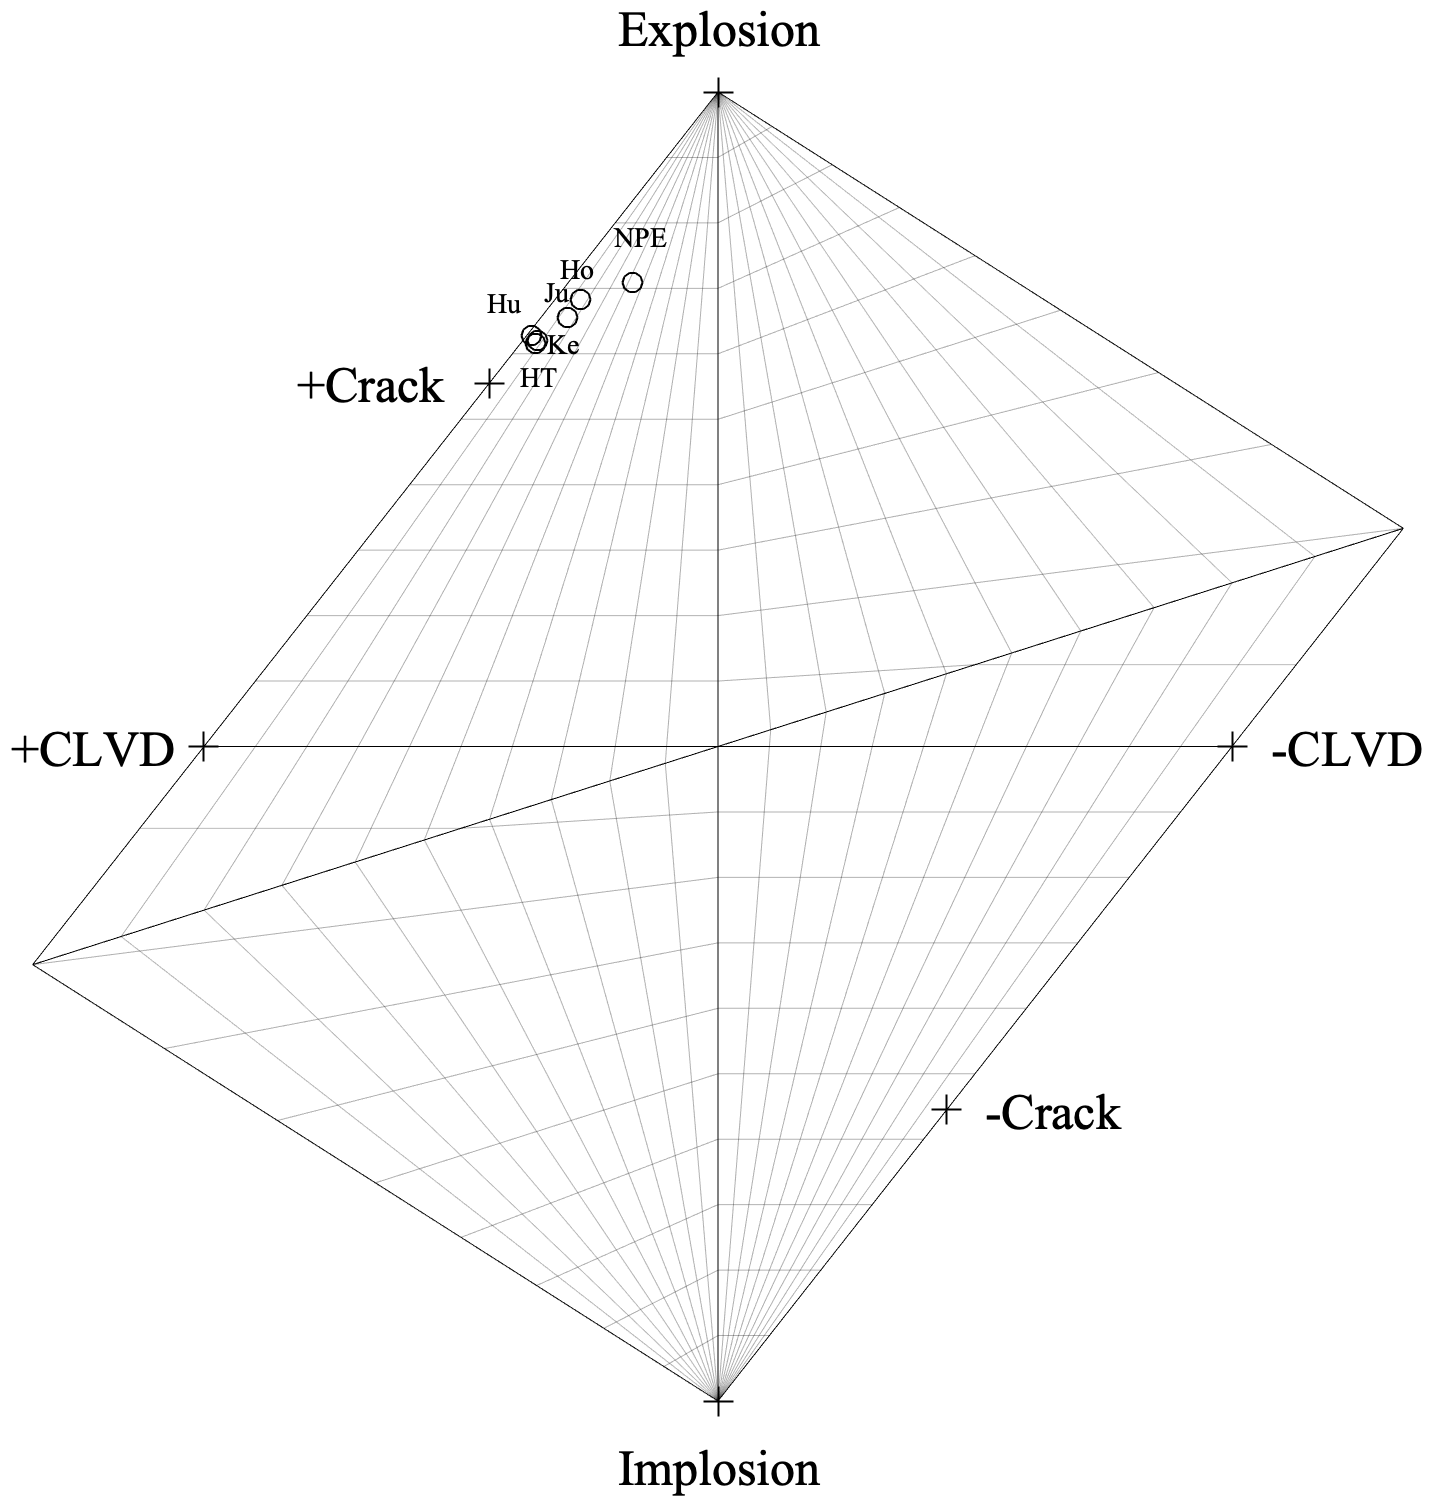 Explosion
NPE
Ho
Ju
Hu
Ke
HT
+Crack
+CLVD
-CLVD
-Crack
Implosion